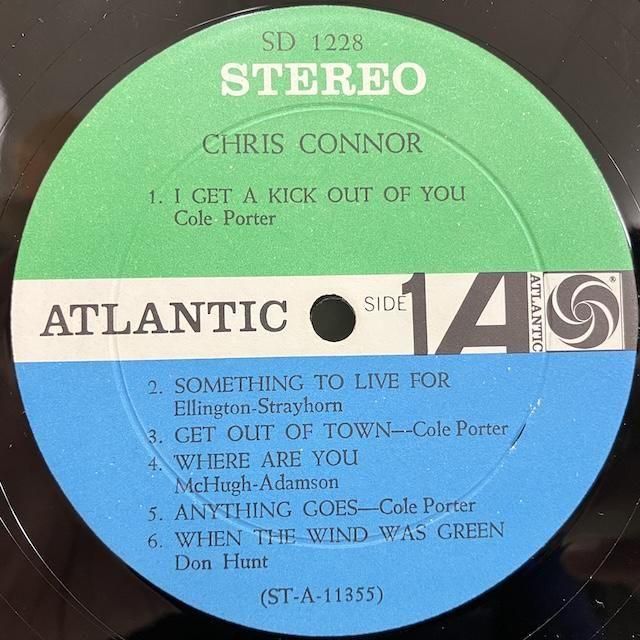 SD 1228
STEREO
CHRIS CONNOR
1. I GET A KICK OUT OF YOU
Cole Porter
ATLANTIC
SIDE 1A
ATLANTIC
®
2. SOMETHING TO LIVE FOR
Ellington-Strayhorn
3. GET OUT OF TOWN—-Cole Porter
4. WHERE ARE YOU
McHugh-Adamson
5. ANYTHING GOES—Cole Porter
6. WHEN THE WIND WAS GREEN
Don Hunt
(ST-A-11355)